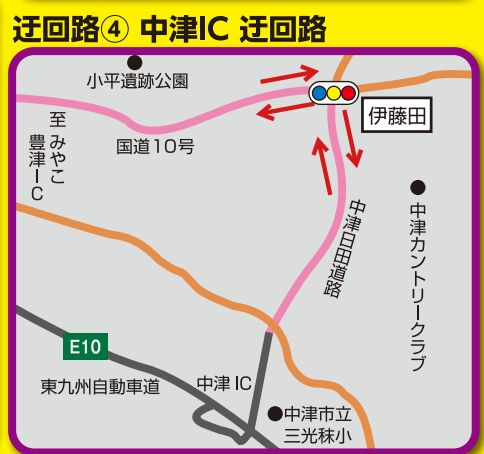 迂回路④ 中津IC 迂回路
小平遺跡公園
伊藤田
国道10号
至 みやこ
豊津IC
中津日田道路
中津カントリークラブ
E10
東九州自動車道
中津 IC
中津市立
三光秣小